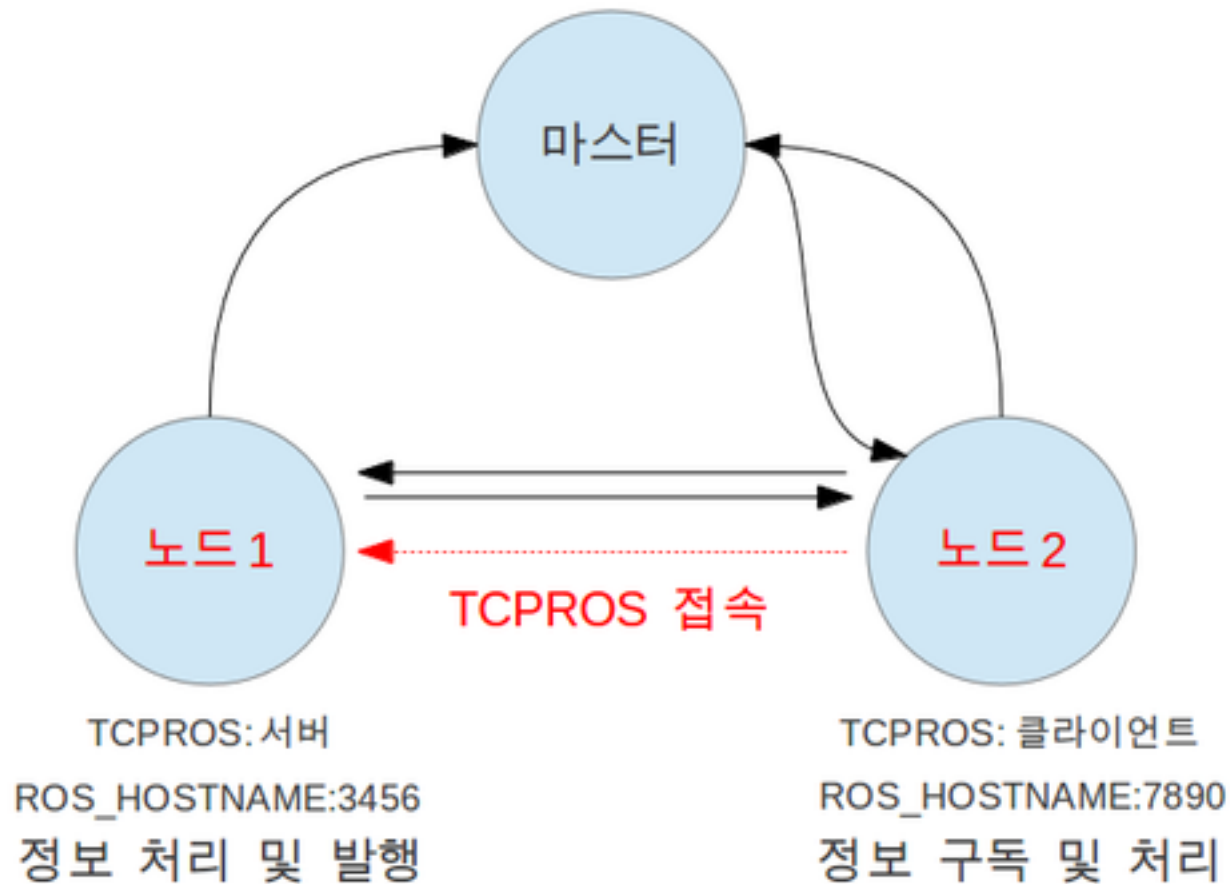 마스터
노드 1
노드 2
TCPROS 접속
TCPROS: 서버
ROS_HOSTNAME:3456
정보 처리 및 발행
TCPROS: 클라이언트
ROS_HOSTNAME:7890
정보 구독 및 처리